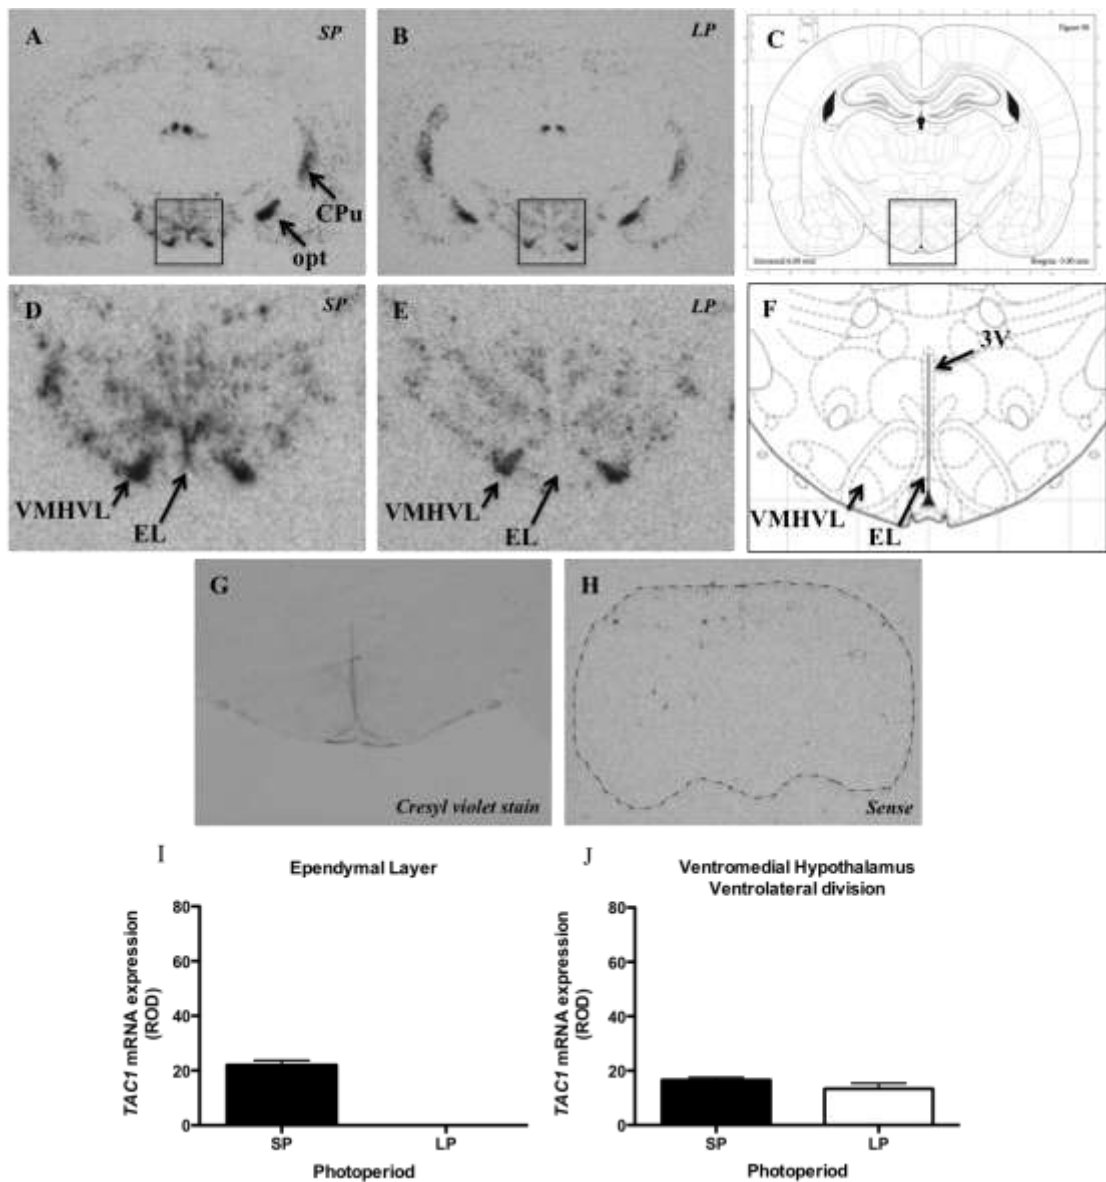 A
SP
B
LP
C
CPu
opt
D
SP
VMHVL
EL
E
LP
VMHVL
EL
F
3V
VMHVL
EL
G
Cresyl violet stain
H
Sense
I
Ependymal Layer
TAC1 mRNA expression
(ROD)
80
60
40
20
0
SP
LP
Photoperiod
J
Ventromedial Hypothalamus
Ventrolateral division
TAC1 mRNA expression
(ROD)
80
60
40
20
0
SP
LP
Photoperiod